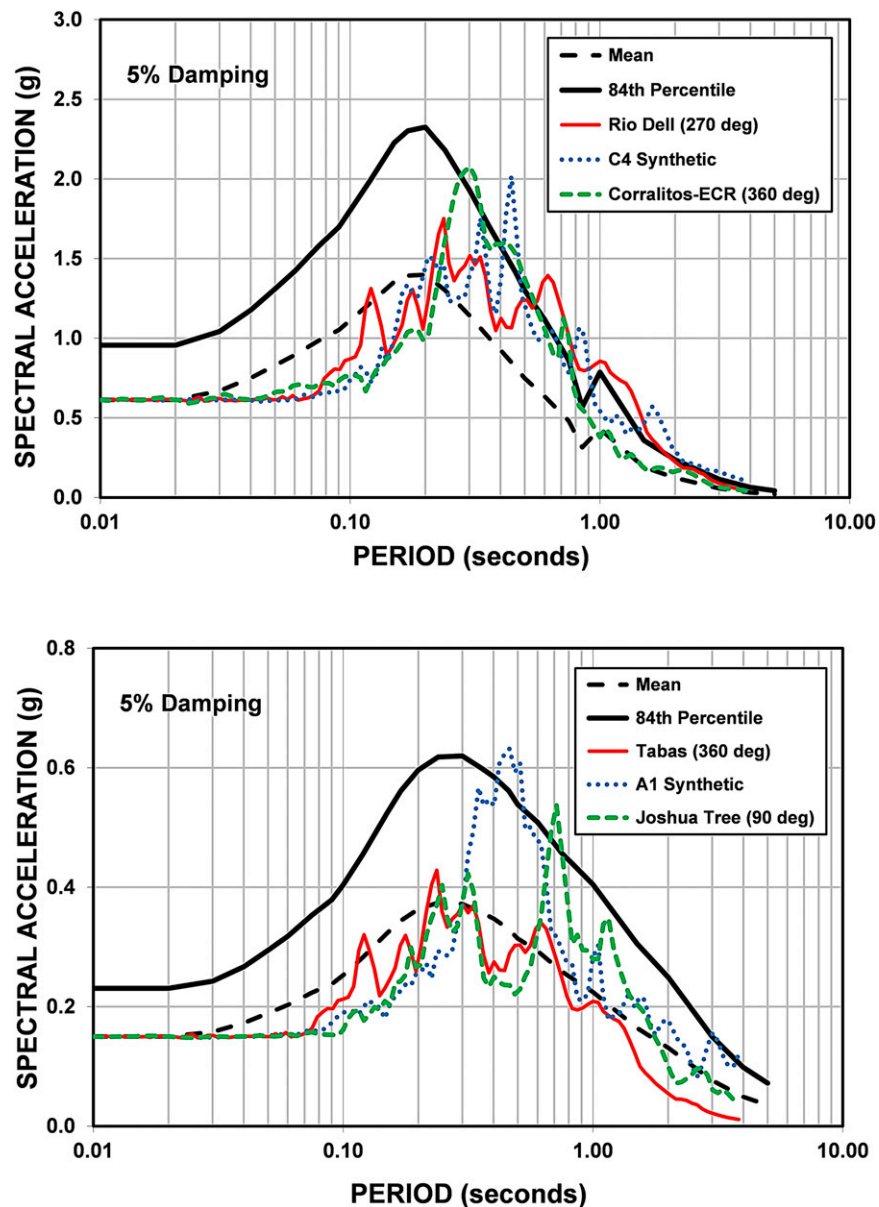 SPECTRAL ACCELERATION (g)
3.0
2.5
2.0
1.5
1.0
0.5
0.0
5% Damping
Mean
84th Percentile
Rio Dell (270 deg)
C4 Synthetic
Corralitos-ECR (360 deg)
0.01
0.10
1.00
10.00
PERIOD (seconds)
SPECTRAL ACCELERATION (g)
0.8
0.6
0.4
0.2
0.0
5% Damping
Mean
84th Percentile
Tabas (360 deg)
A1 Synthetic
Joshua Tree (90 deg)
0.01
0.10
1.00
10.00
PERIOD (seconds)